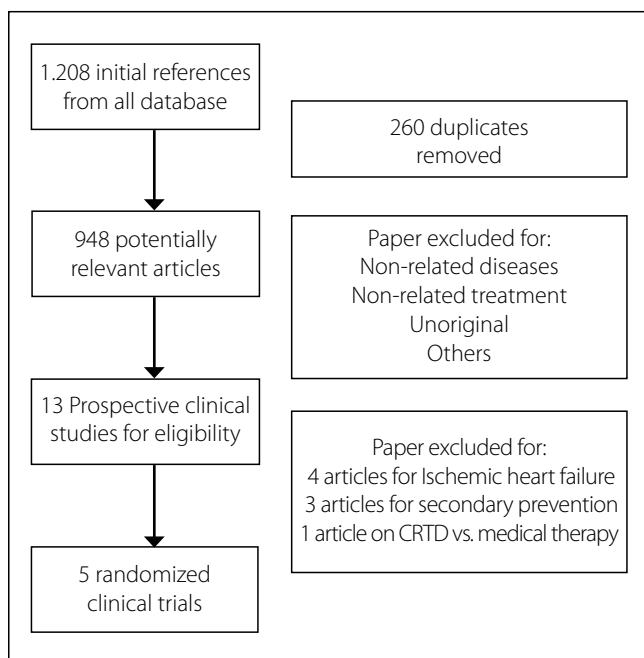 1.208 initial references
from all database
260 duplicates
removed
948 potentially
relevant articles
Paper excluded for:
Non-related diseases
Non-related treatment
Unoriginal
Others
13 Prospective clinical
studies for eligibility
Paper excluded for:
4 articles for Ischemic heart failure
3 articles for secondary prevention
1 article on CRTD vs. medical therapy
5 randomized
clinical trials